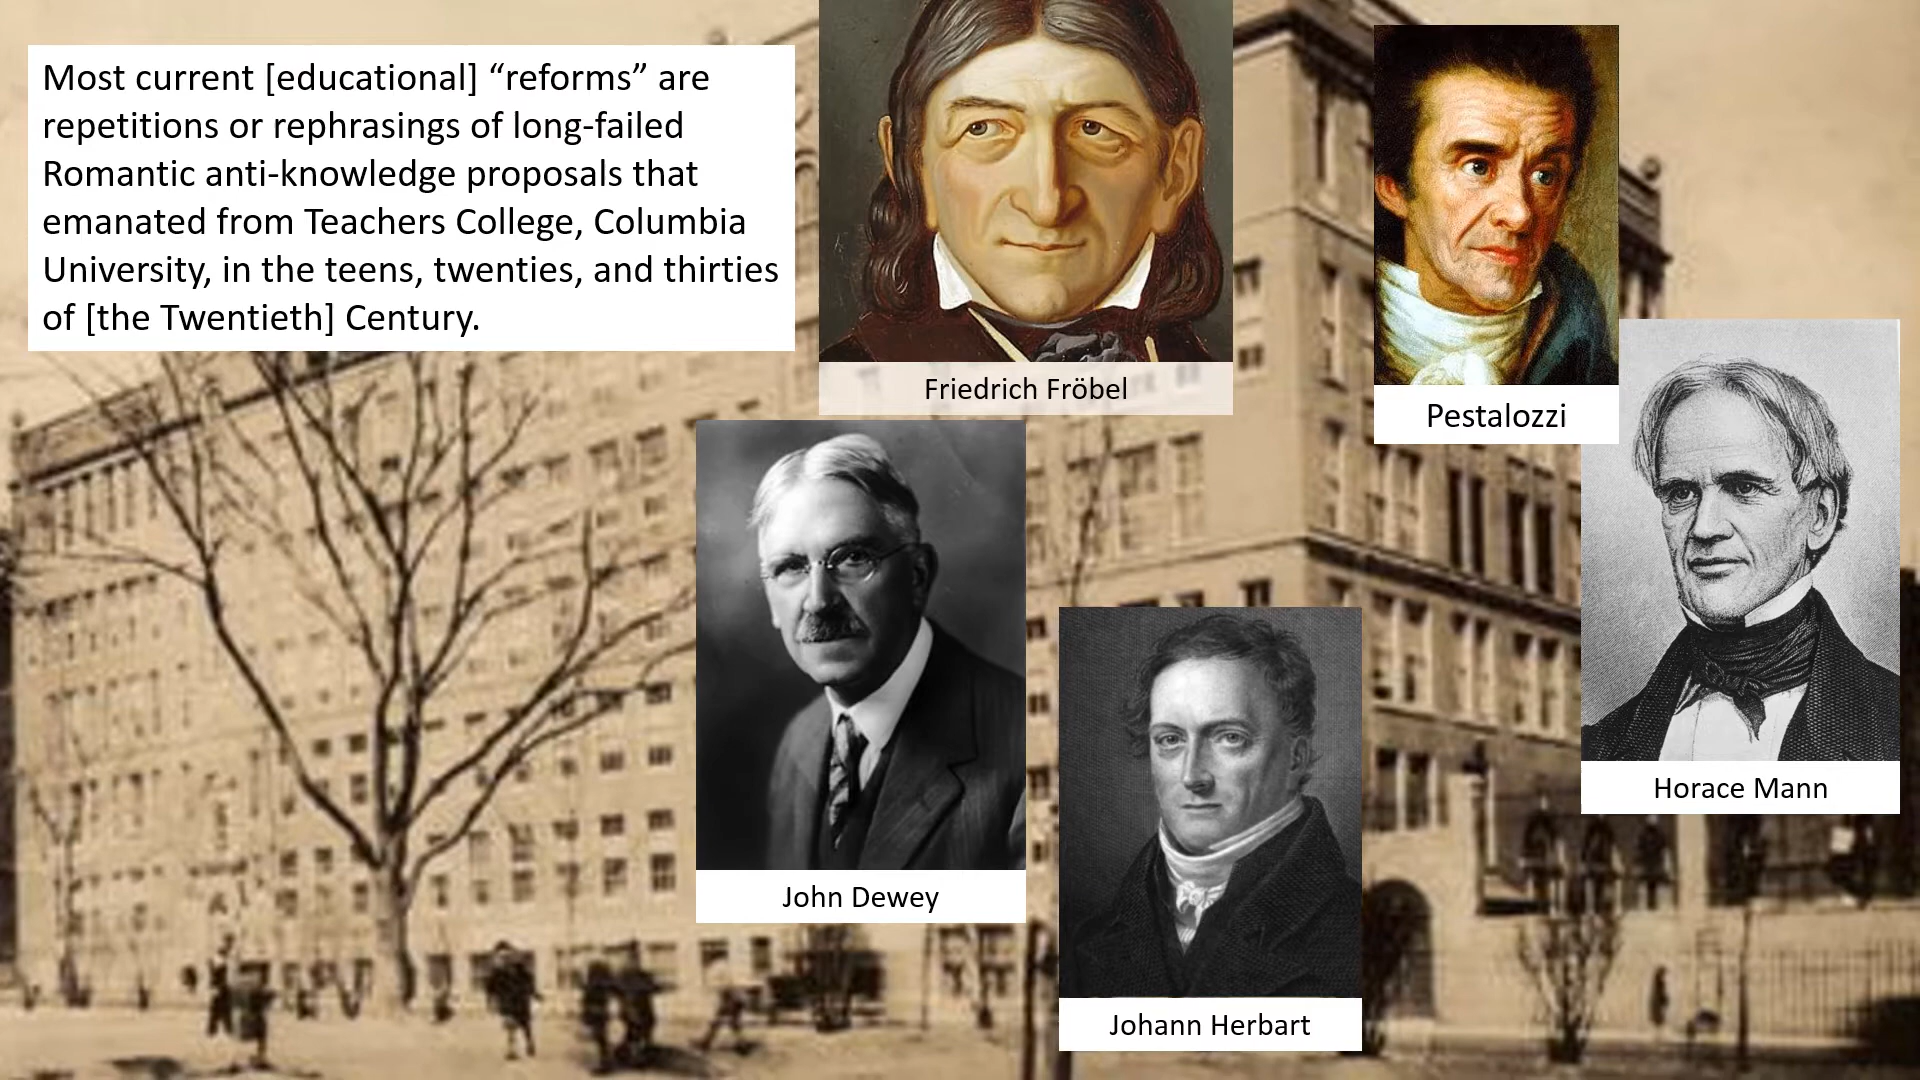 Most current [educational] “reforms” are
repetitions or rephrasings of long-failed
Romantic anti-knowledge proposals that
emanated from Teachers College, Columbia
University, in the teens, twenties, and thirties
of [the Twentieth] Century.
Friedrich Fröbel
Pestalozzi
Horace Mann
John Dewey
Johann Herbart